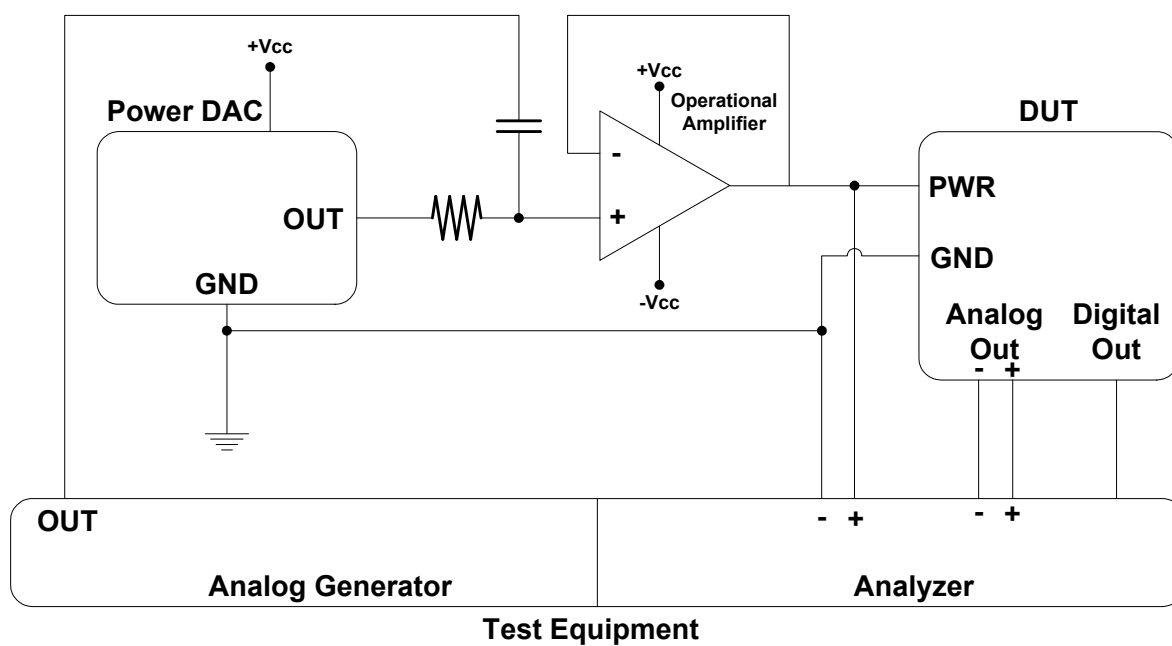 +Vcc
Power DAC
OUT
GND
+Vcc
Operational
Amplifier
-
+
-Vcc
DUT
PWR
GND
Analog
Out
Digital
Out
- +
OUT
- +
- +
Analog Generator
Analyzer
Test Equipment